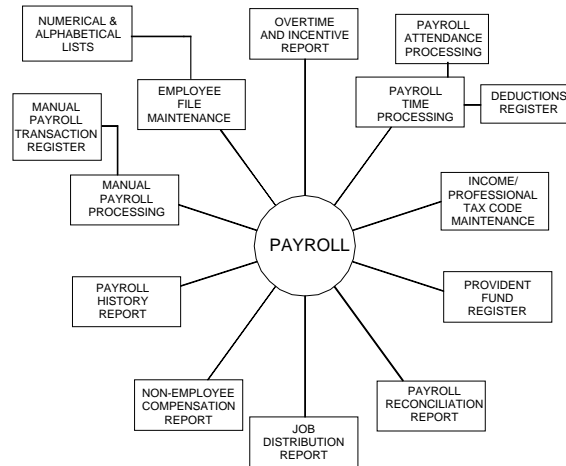 NUMERICAL &
ALPHABETICAL
LISTS
OVERTIME
AND INCENTIVE
REPORT
PAYROLL
ATTENDANCE
PROCESSING
EMPLOYEE
FILE
MAINTENANCE
PAYROLL
TIME
PROCESSING
DEDUCTIONS
REGISTER
MANUAL
PAYROLL
TRANSACTION
REGISTER
MANUAL
PAYROLL
PROCESSING
INCOME/
PROFESSIONAL
TAX CODE
MAINTENANCE
PAYROLL
PAYROLL
HISTORY
REPORT
PROVIDENT
FUND
REGISTER
NON-EMPLOYEE
COMPENSATION
REPORT
JOB
DISTRIBUTION
REPORT
PAYROLL
RECONCILIATION
REPORT